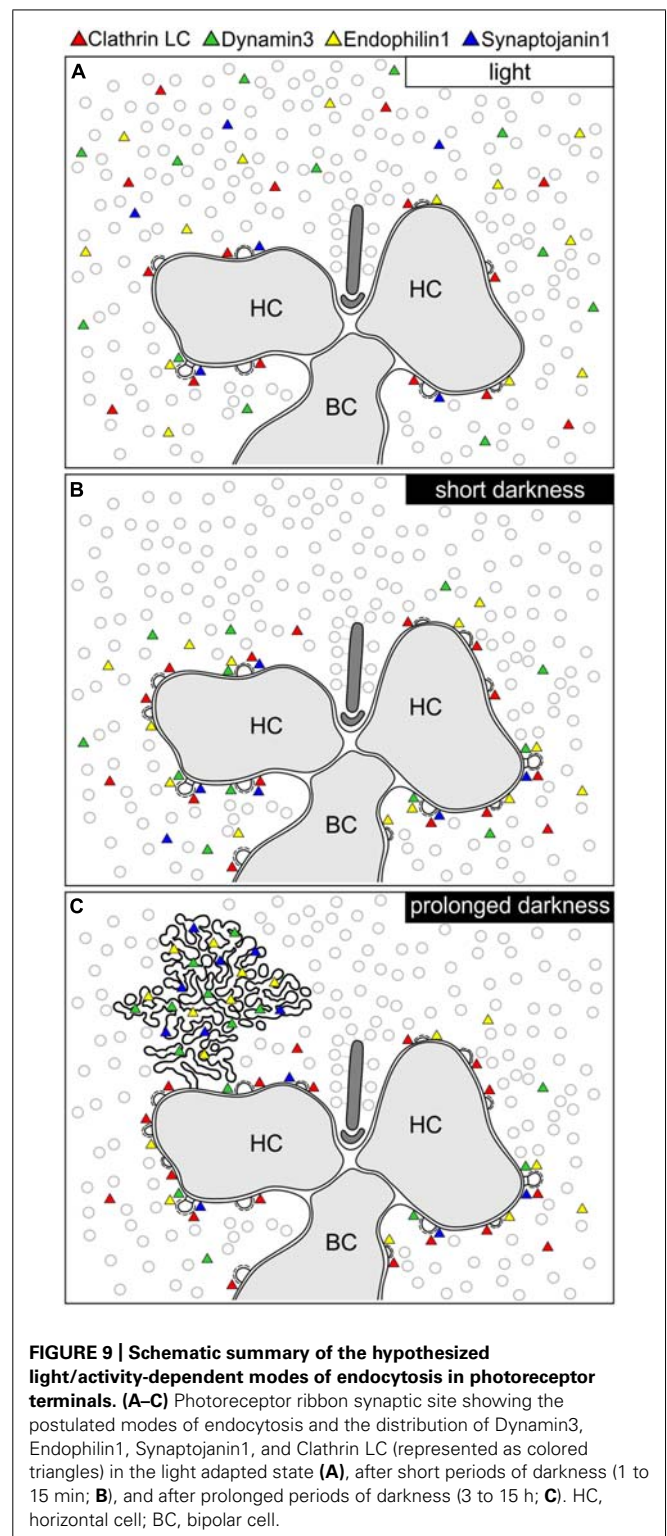 Clathrin LC Dynamin3 Endophilin1 Synaptojanin1
A
light
HC
HC
BC
B
short darkness
HC
HC
BC
C
prolonged darkness
HC
HC
BC
FIGURE 9 | Schematic summary of the hypothesized
light/activity-dependent modes of endocytosis in photoreceptor
terminals. (A–C) Photoreceptor ribbon synaptic site showing the
postulated modes of endocytosis and the distribution of Dynamin3,
Endophilin1, Synaptojanin1, and Clathrin LC (represented as colored
triangles) in the light adapted state (A), after short periods of darkness (1 to
15 min; B), and after prolonged periods of darkness (3 to 15 h; C). HC,
horizontal cell; BC, bipolar cell.